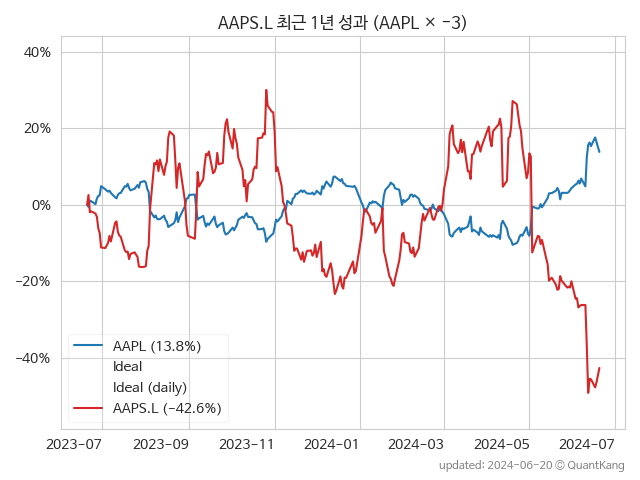 AAPS.L 최근 1년 성과 (AAPL × −3)
40%
20%
0%
−20%
−40%
AAPL (13.8%)
Ideal
Ideal (daily)
AAPS.L (−42.6%)
2023-07
2023-09
2023-11
2024-01
2024-03
2024-05
2024-07
updated: 2024-06-20 © QuantKang